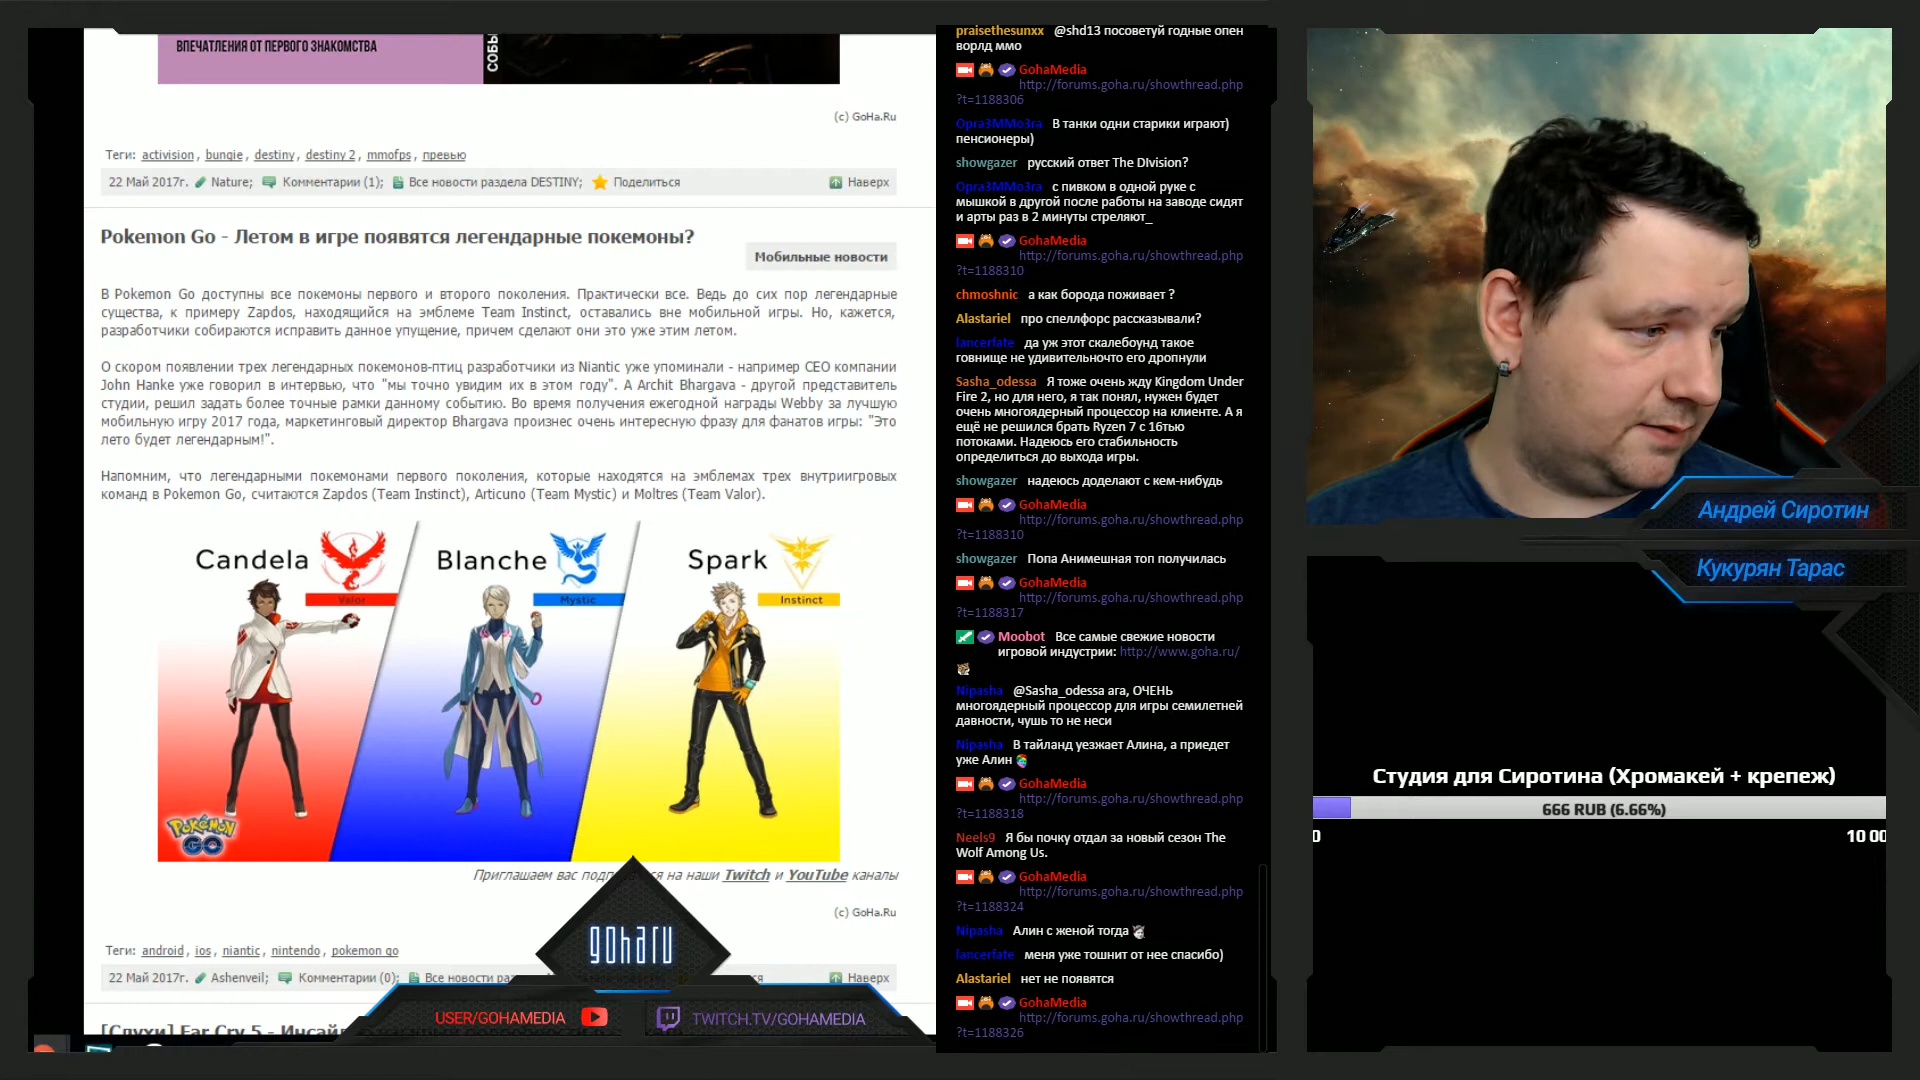 ВПЕЧАТЛЕНИЯ ОТ ПЕРВОГО ЗНАКОМСТВА
(c) GoHa.Ru
Теги: activision , bungie , destiny , destiny 2 , mmofps , превью
22 Май 2017г. Nature; Комментарии (1); Все новости раздела DESTINY; Поделиться Наверх
Pokemon Go - Летом в игре появятся легендарные покемоны?
Мобильные новости
В Pokemon Go доступны все покемоны первого и второго поколения. Практически все. Ведь до сих пор легендарные
существа, к примеру Zapdos, находящийся на эмблеме Team Instinct, оставались вне мобильной игры. Но, кажется,
разработчики собираются исправить данное упущение, причем сделают они это уже этим летом.
О скором появлении трех легендарных покемонов-птиц разработчики из Niantic уже упоминали - например CEO компании
John Hanke уже говорил в интервью, что "мы точно увидим их в этом году". А Archit Bhargava - другой представитель
студии, решил задать более точные рамки данному событию. Во время получения ежегодной награды Webby за лучшую
мобильную игру 2017 года, маркетинговый директор Bhargava произнес очень интересную фразу для фанатов игры: "Это
лето будет легендарным!".
Напомним, что легендарными покемонами первого поколения, которые находятся на эмблемах трех внутриигровых
команд в Pokemon Go, считаются Zapdos (Team Instinct), Articuno (Team Mystic) и Moltres (Team Valor).
Candela
Valor
Blanche
Mystic
Spark
Instinct
POKÉMON GO
Приглашаем вас на наши Twitch и YouTube каналы
(c) GoHa.Ru
Теги: android , ios , niantic , nintendo , pokemon go
22 Май 2017г. Ashenveil; Комментарии (0); Все новости Наверх
[Слухи] Far Cry 5 -
goharu
USER/GOHAMEDIA
TWITCH.TV/GOHAMEDIA
praisethesunxx @shd13 посоветуй годные опен
ворлд ммо
GohaMedia
http://forums.goha.ru/showthread.php
?t=1188306
Opra3MMo3ra В танки одни старики играют)
пенсионеры)
showgazer русский ответ The DIvision?
Opra3MMo3ra с пивком в одной руке с
мышкой в другой после работы на заводе сидят
и арты раз в 2 минуты стреляют_
GohaMedia
http://forums.goha.ru/showthread.php
?t=1188310
chmoshnic а как борода поживает ?
Alastariel про спеллфорс рассказывали?
lancerfate да уж этот скалебоунд такое
говнище не удивительночто его дропнули
Sasha_odessa Я тоже очень жду Kingdom Under
Fire 2, но для него, я так понял, нужен будет
очень многоядерный процессор на клиенте. А я
ещё не решился брать Ryzen 7 с 16тью
потоками. Надеюсь его стабильность
определиться до выхода игры.
showgazer надеюсь доделают с кем-нибудь
GohaMedia
http://forums.goha.ru/showthread.php
?t=1188310
showgazer Попа Анимешная топ получилась
GohaMedia
http://forums.goha.ru/showthread.php
?t=1188317
Moobot Все самые свежие новости
игровой индустрии: http://www.goha.ru/
Nipasha @Sasha_odessa ага, ОЧЕНЬ
многоядерный процессор для игры семилетней
давности, чушь то не неси
Nipasha В тайланд уезжает Алина, а приедет
уже Алин
GohaMedia
http://forums.goha.ru/showthread.php
?t=1188318
Neels9 Я бы почку отдал за новый сезон The
Wolf Among Us.
GohaMedia
http://forums.goha.ru/showthread.php
?t=1188324
Nipasha Алин с женой тогда
lancerfate меня уже тошнит от нее спасибо)
Alastariel нет не появятся
GohaMedia
http://forums.goha.ru/showthread.php
?t=1188326
Андрей Сиротин
Кукурян Тарас
Студия для Сиротина (Хромакей + крепеж)
666 RUB (6.66%)
0
10 00